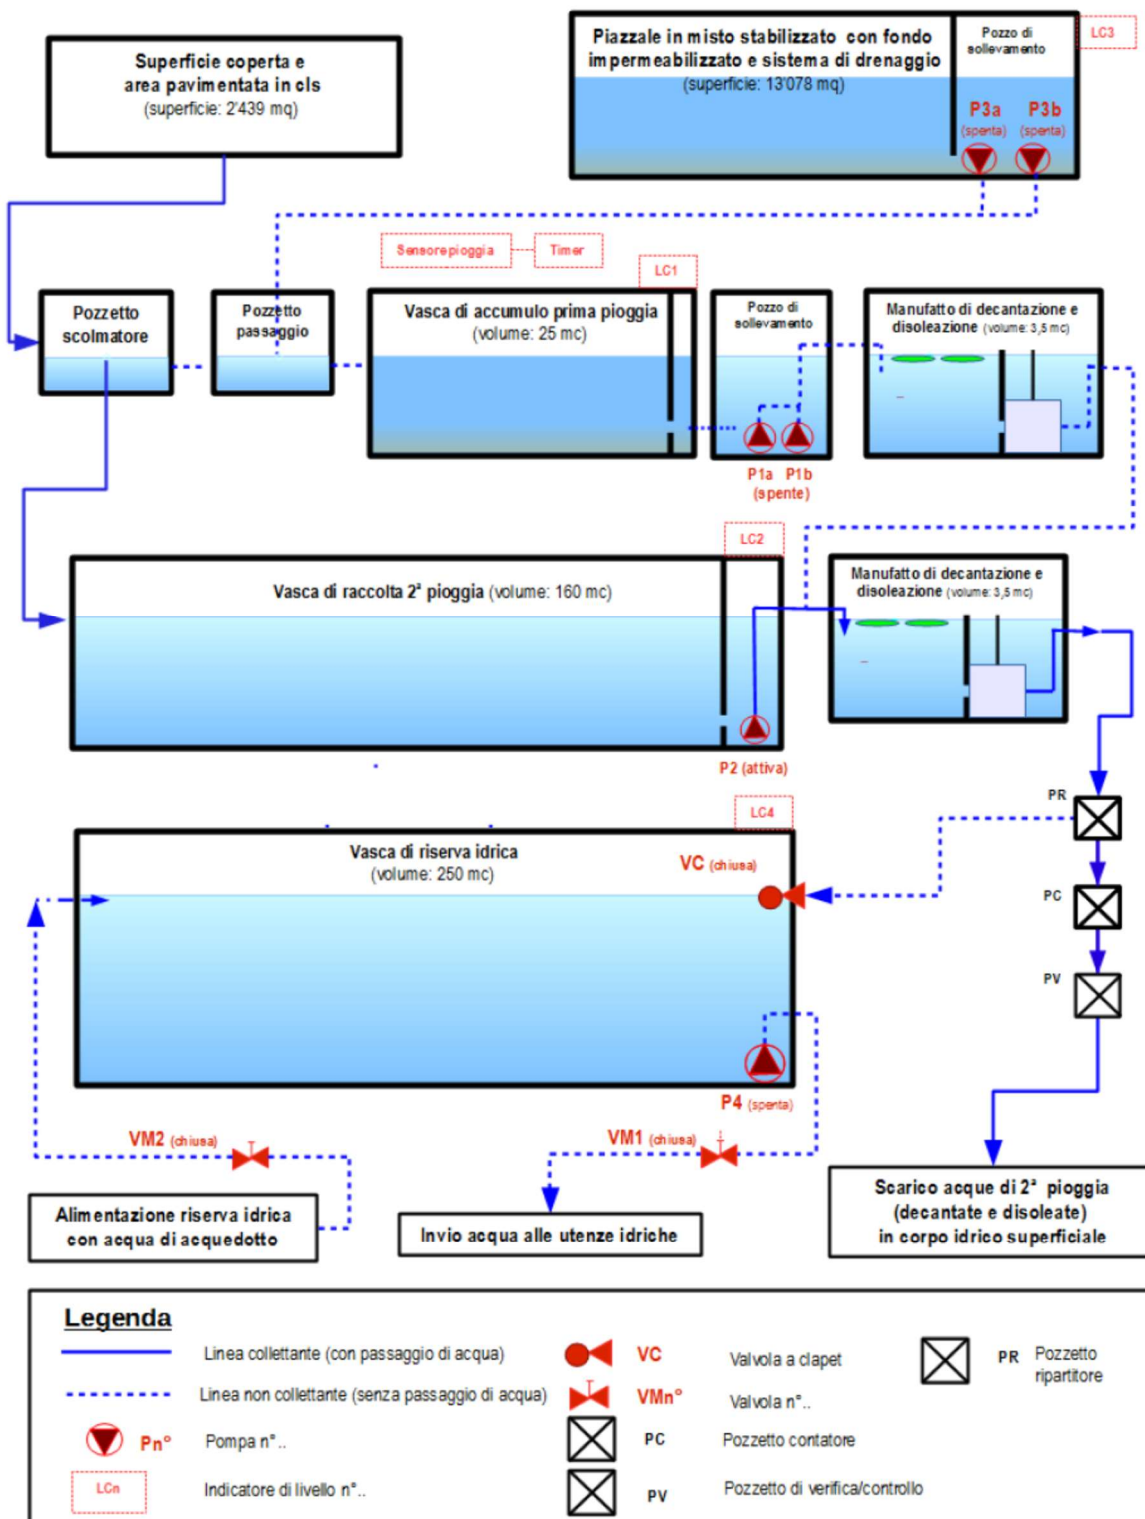 Superficie coperta e
area pavimentata in cls
(superficie: 2'439 mq)
Piazzale in misto stabilizzato con fondo
impermeabilizzato e sistema di drenaggio
(superficie: 13'078 mq)
Pozzo di
sollevamento
LC3
P3a
(spenta)
P3b
(spenta)
Sensore pioggia
Timer
LC1
Pozzetto
scolmatore
Pozzetto
passaggio
Vasca di accumulo prima pioggia
(volume: 25 mc)
Pozzo di
sollevamento
P1a P1b
(spente)
Manufatto di decantazione e
disoleazione (volume: 3,5 mc)
LC2
Vasca di raccolta 2ª pioggia (volume: 160 mc)
P2 (attiva)
Manufatto di decantazione e
disoleazione (volume: 3,5 mc)
LC4
Vasca di riserva idrica
(volume: 250 mc)
VC (chiusa)
P4 (spenta)
PR
PC
PV
VM2 (chiusa)
VM1 (chiusa)
Alimentazione riserva idrica
con acqua di acquedotto
Invio acqua alle utenze idriche
Scarico acque di 2ª pioggia
(decantate e disoleate)
in corpo idrico superficiale
Legenda
Linea collettante (con passaggio di acqua)
Linea non collettante (senza passaggio di acqua)
Pn° Pompa n°..
LCn Indicatore di livello n°..
VC Valvola a clapet
VMn° Valvola n°..
PC Pozzetto contatore
PV Pozzetto di verifica/controllo
PR Pozzetto
ripartitore